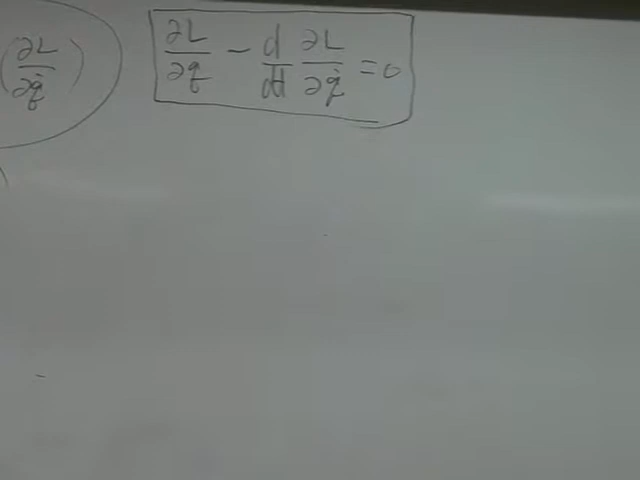 (∂L/∂q̇)
∂L/∂q − d/dt ∂L/∂q̇ = 0